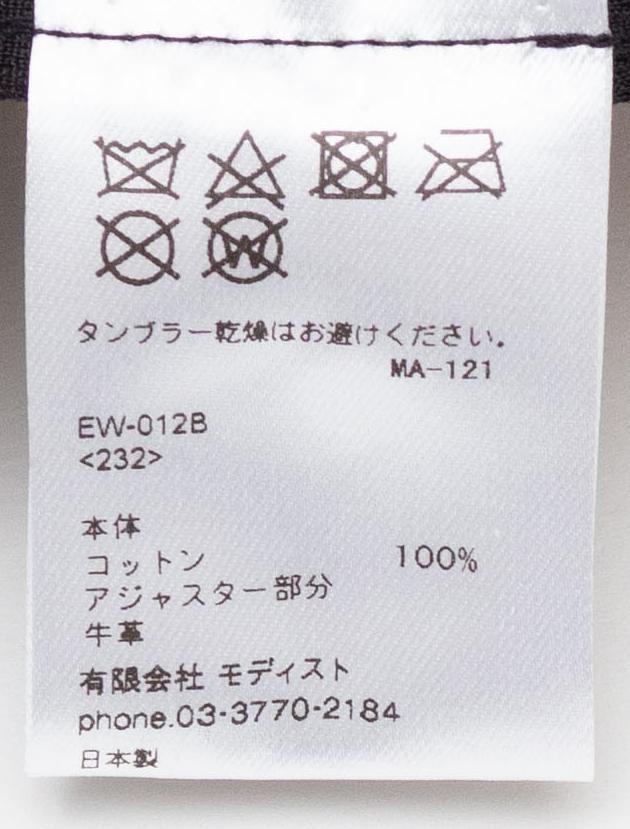 W
タンブラー乾燥はお避けください。
MA-121
EW-012B
<232>
本体
コットン 100%
アジャスター部分
牛革
有限会社 モディスト
phone.03-3770-2184
日本製